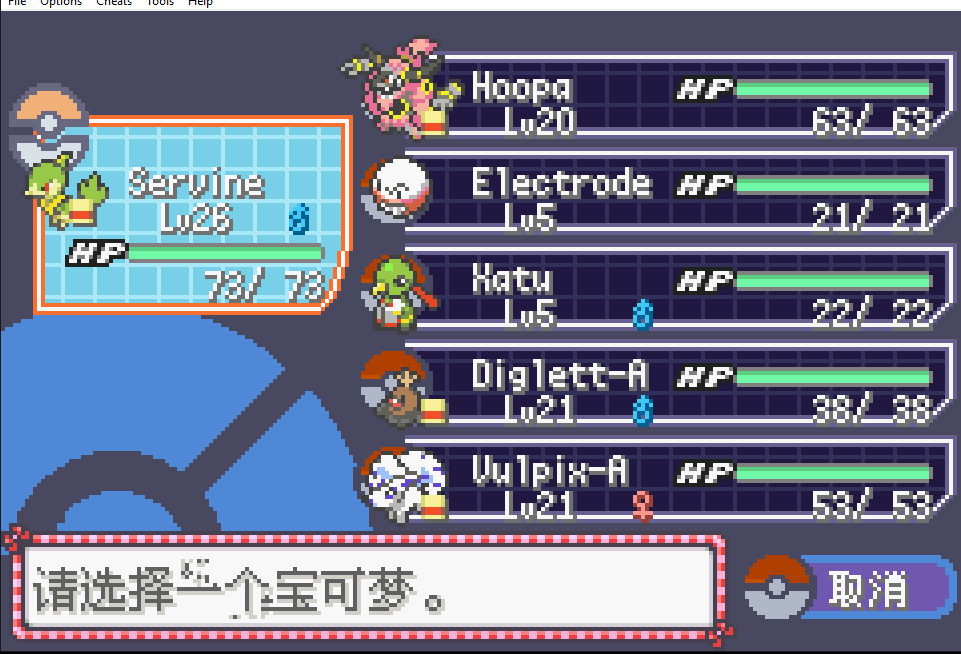 File Options Cheats Tools Help
Servine
Lv26
HP
73/ 73
Hoopa
HP
Lv20
63/ 63
Electrode
HP
Lv5
21/ 21
Xatu
HP
Lv5
22/ 22
Diglett-A
HP
Lv21
38/ 38
Vulpix-A
HP
Lv21
53/ 53
请选择一个宝可梦。
取消